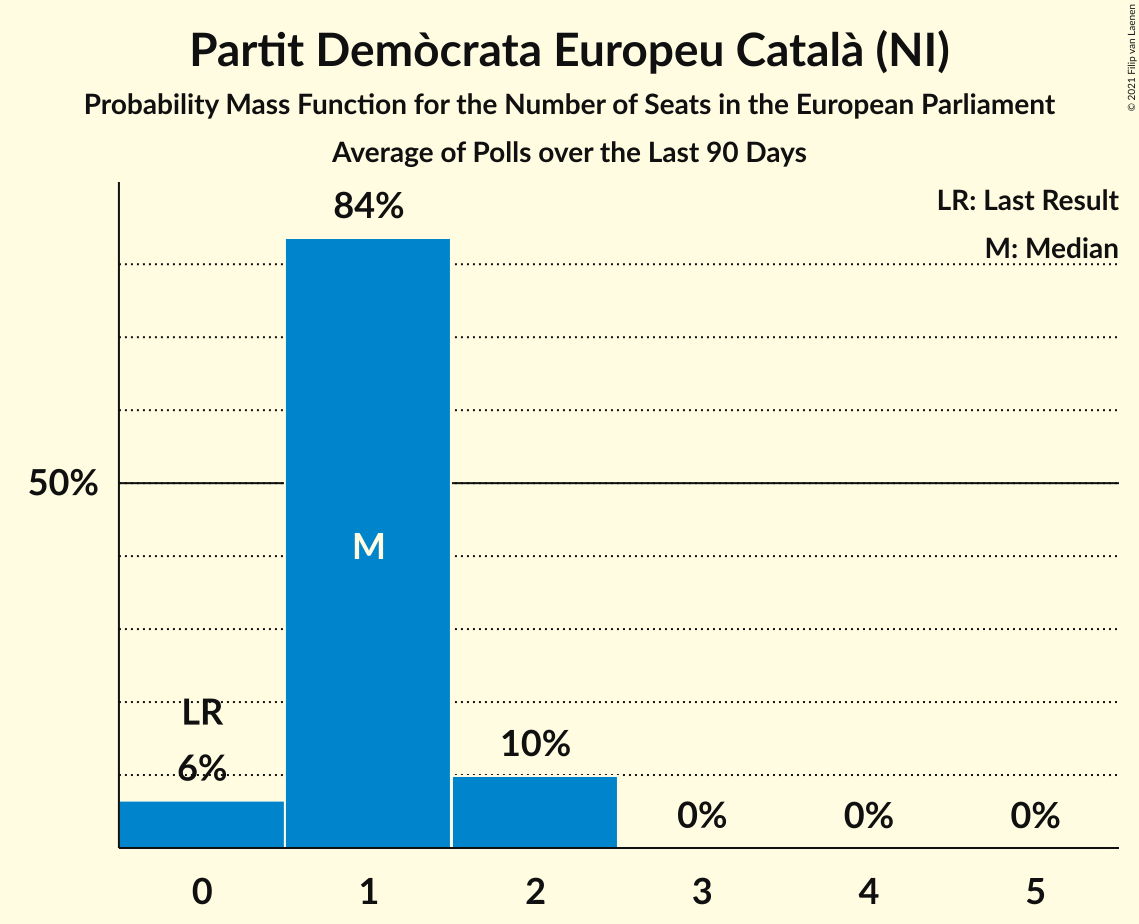 Partit Demòcrata Europeu Català (NI)
Probability Mass Function for the Number of Seats in the European Parliament
Average of Polls over the Last 90 Days
© 2021 Filip van Laenen
LR: Last Result
M: Median
84%
50%
M
LR
6%
10%
0%
0%
0%
0 1 2 3 4 5